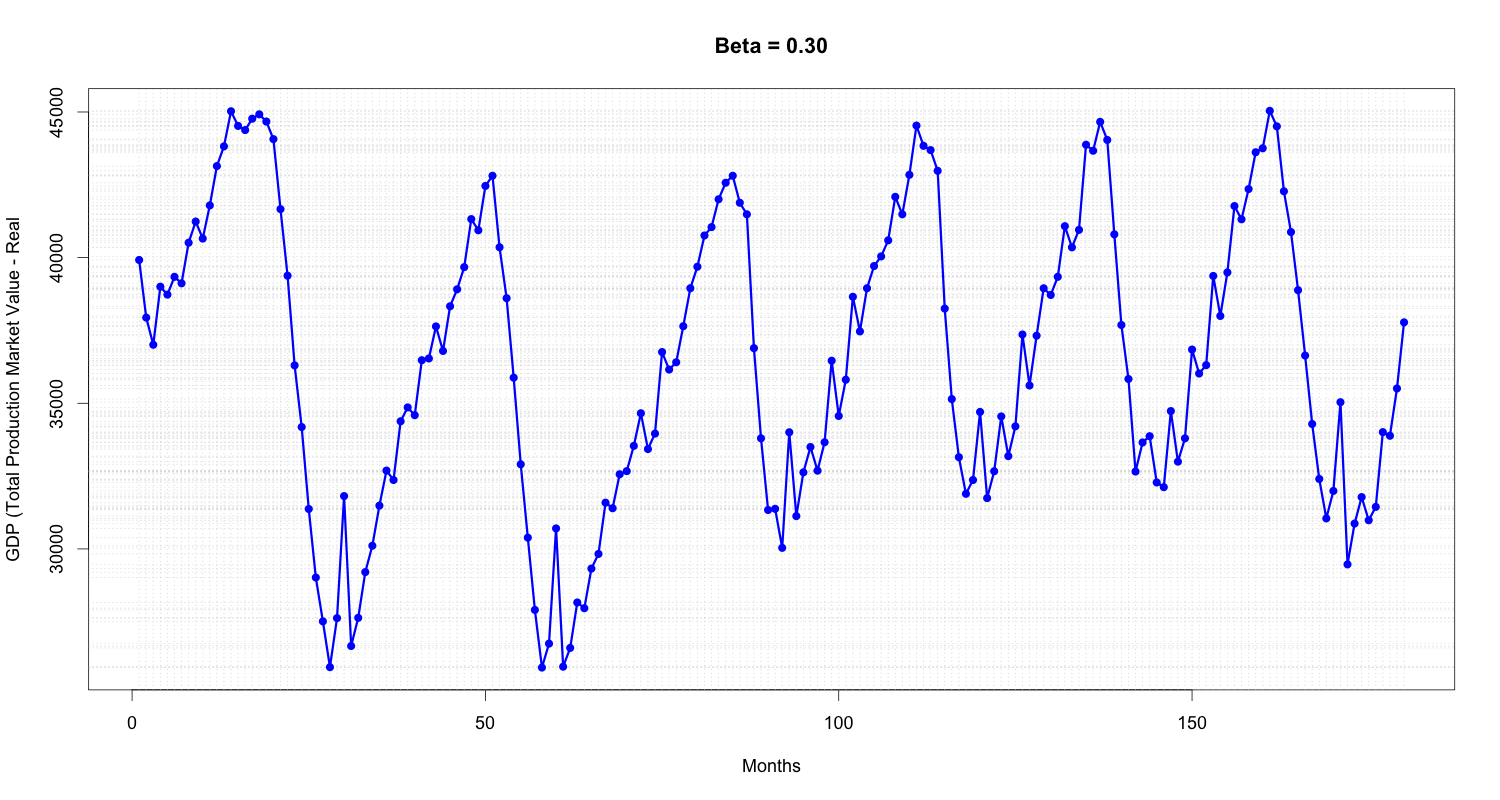 Beta = 0.30
GDP (Total Production Market Value - Real
45000
40000
35000
30000
0 50 100 150
Months